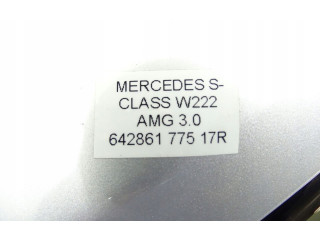 MERCEDES S-
CLASS W222
AMG 3.0
642861 775 17R